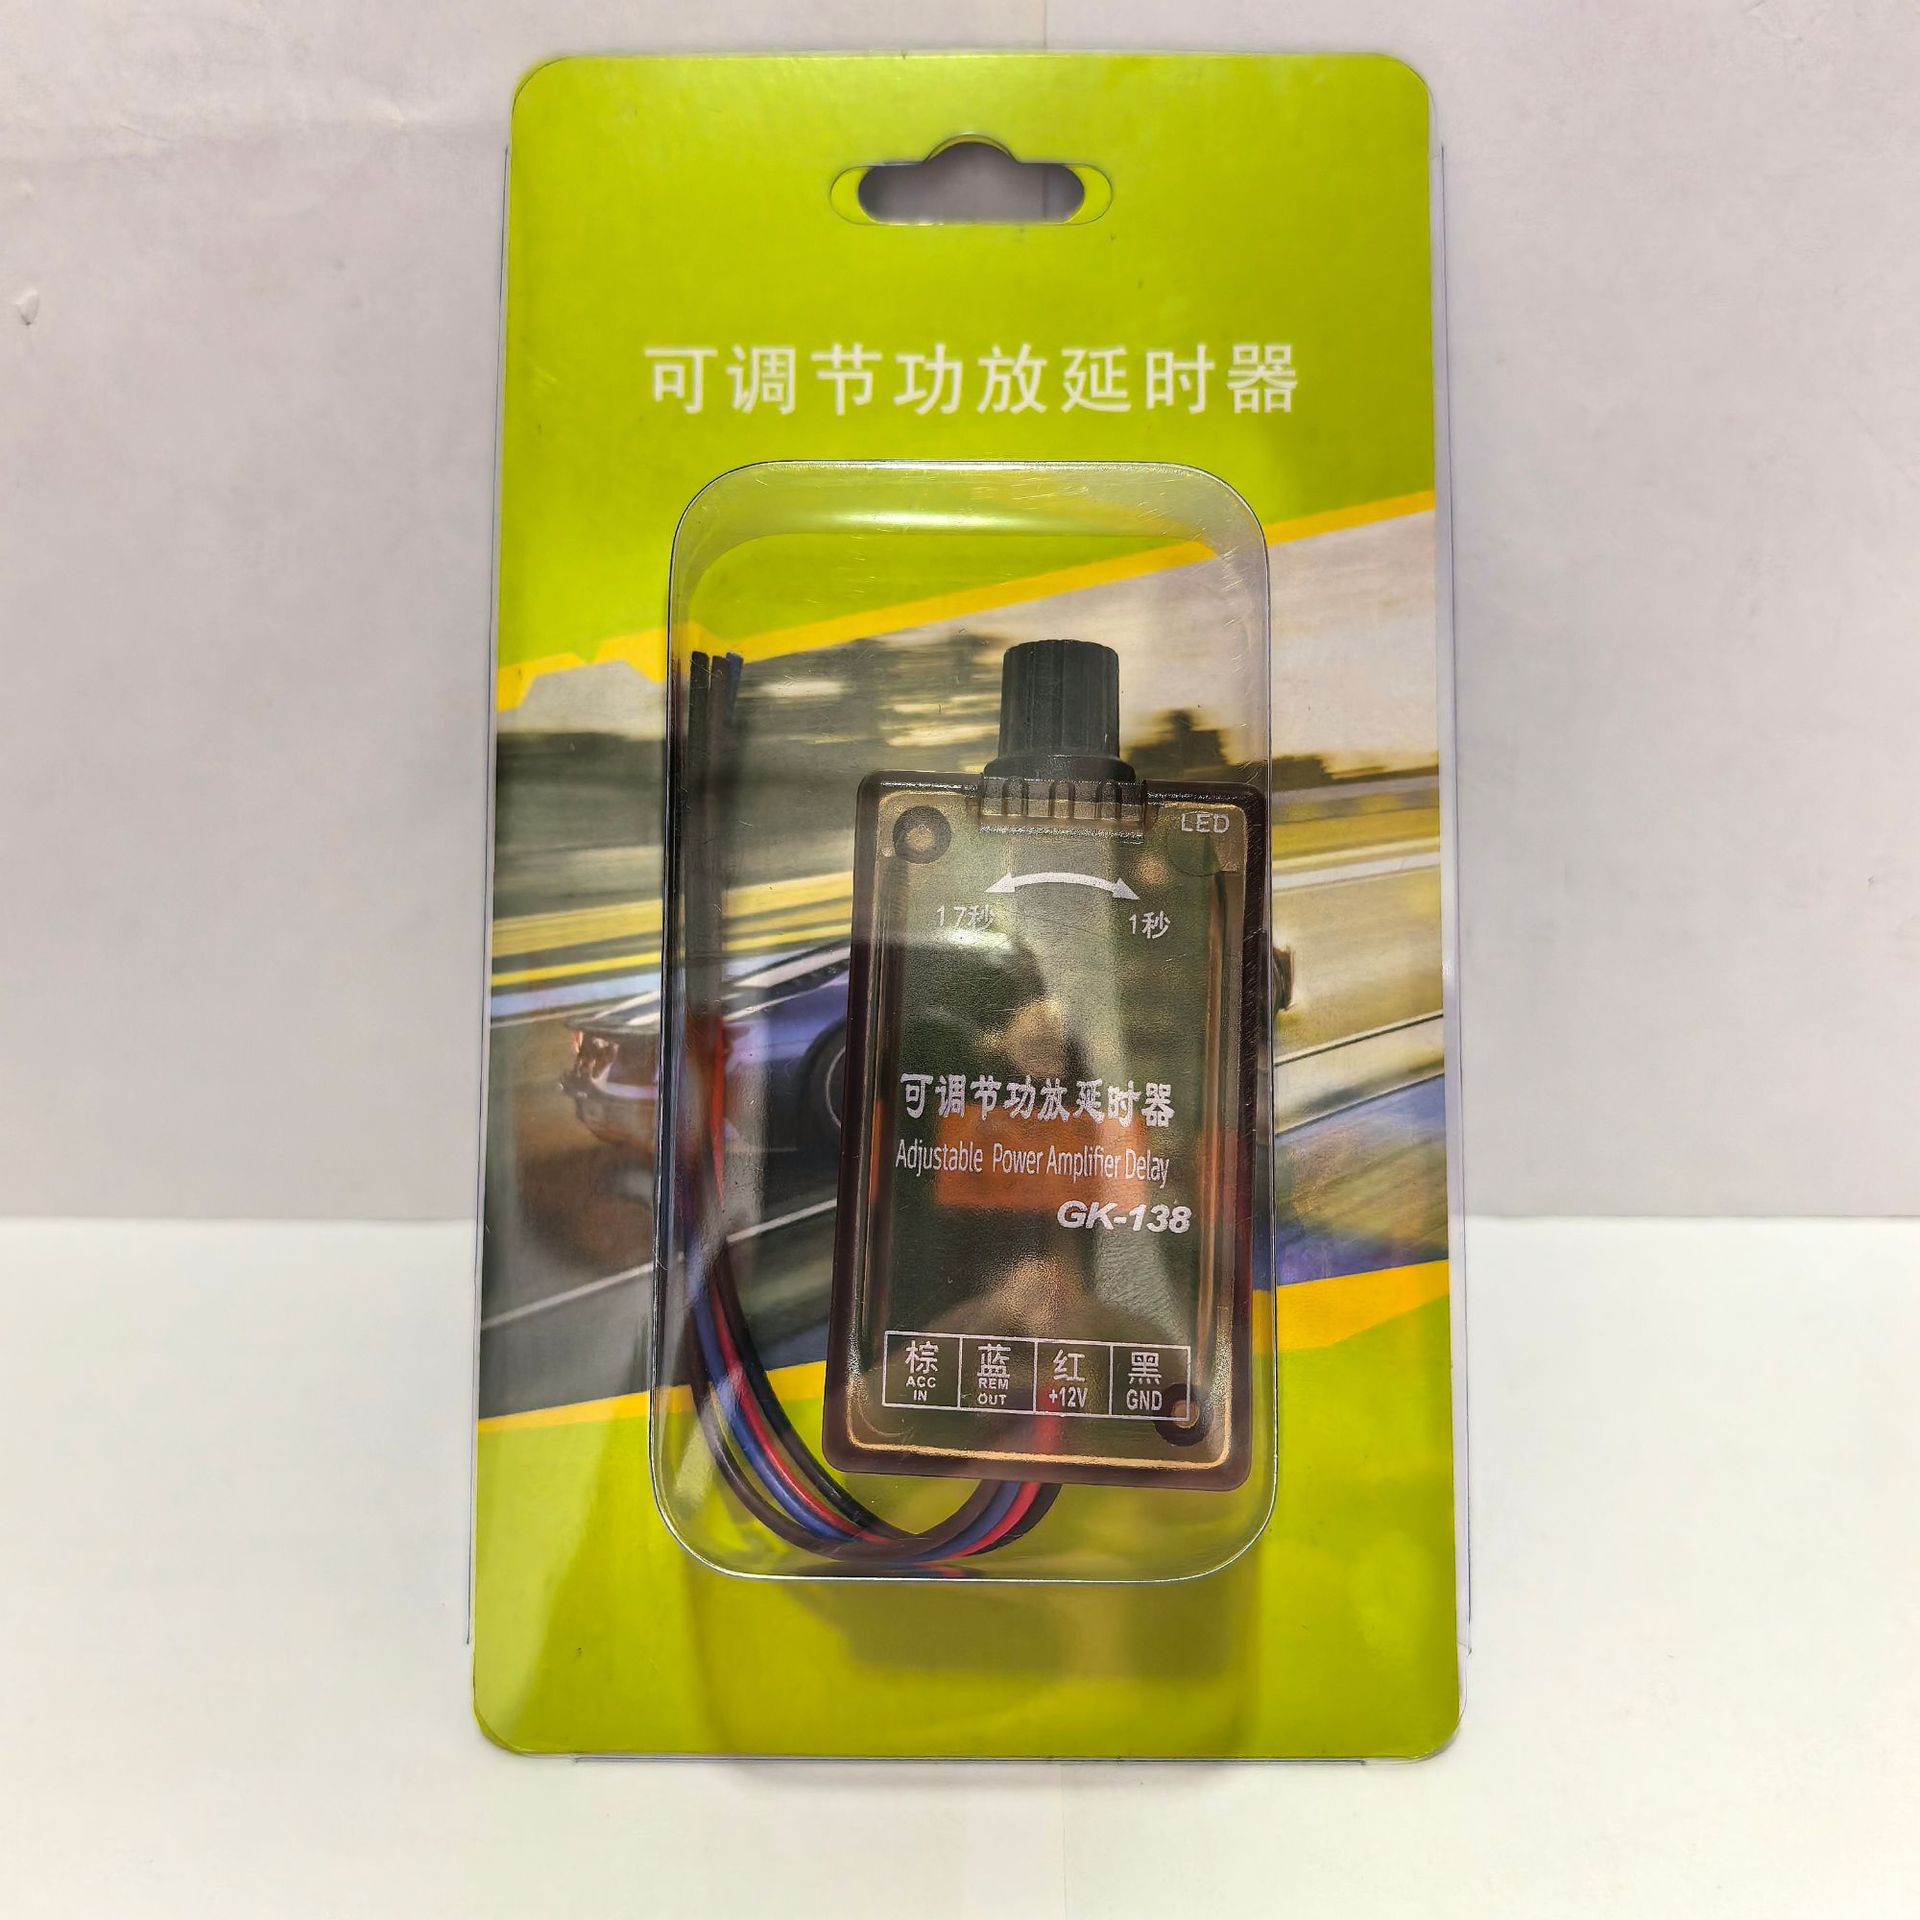 可调节功放延时器
LED
17秒 1秒
可调节功放延时器
Adjustable Power Amplifier Delay
GK-138
棕 蓝 红 黑
ACC REM +12V GND
IN OUT